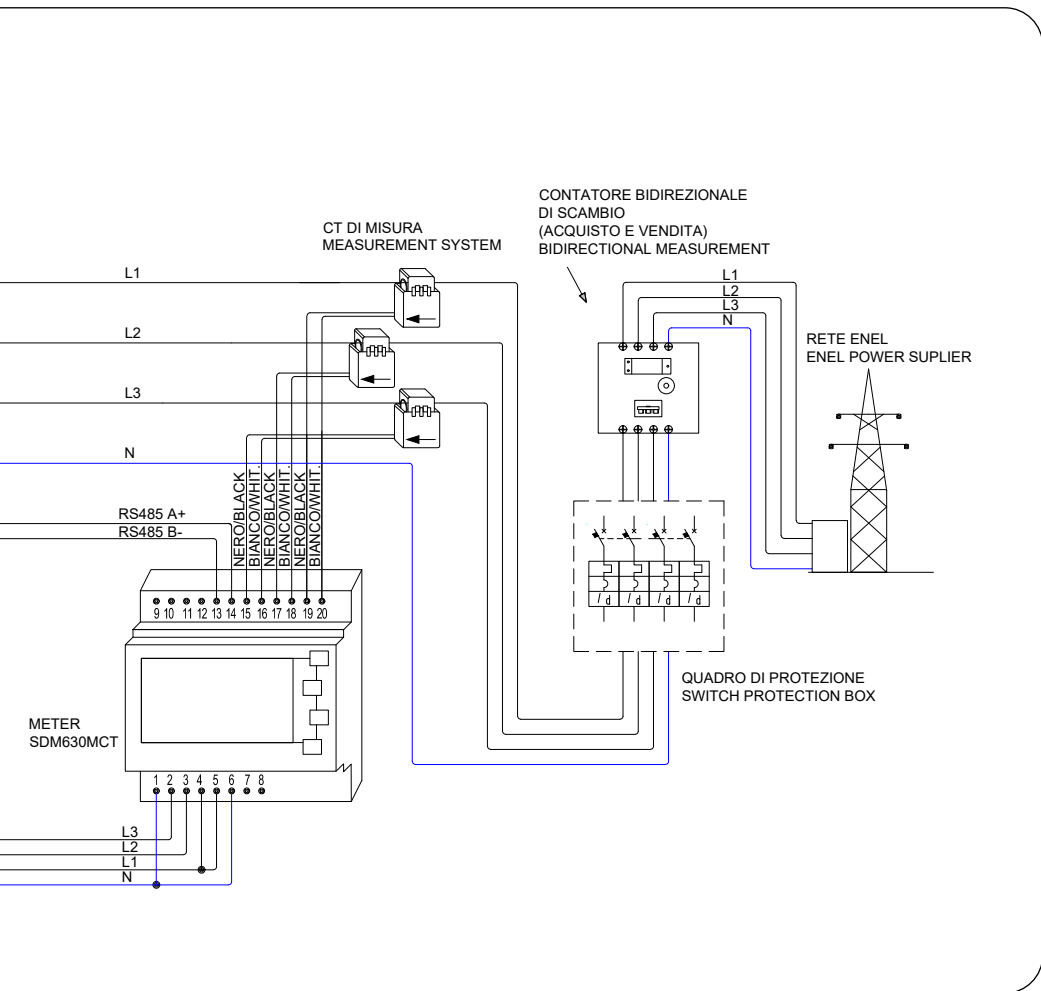 CONTATORE BIDIREZIONALE
DI SCAMBIO
(ACQUISTO E VENDITA)
BIDIRECTIONAL MEASUREMENT
CT DI MISURA
MEASUREMENT SYSTEM
L1
L2
L3
N
L1
L2
L3
N
RETE ENEL
ENEL POWER SUPLIER
RS485 A+
RS485 B-
NERO/BLACK
BIANCO/WHIT.
NERO/BLACK
BIANCO/WHIT.
NERO/BLACK
BIANCO/WHIT.
9 10 11 12 13 14 15 16 17 18 19 20
I d I d I d I d
QUADRO DI PROTEZIONE
SWITCH PROTECTION BOX
METER
SDM630MCT
1 2 3 4 5 6 7 8
L3
L2
L1
N